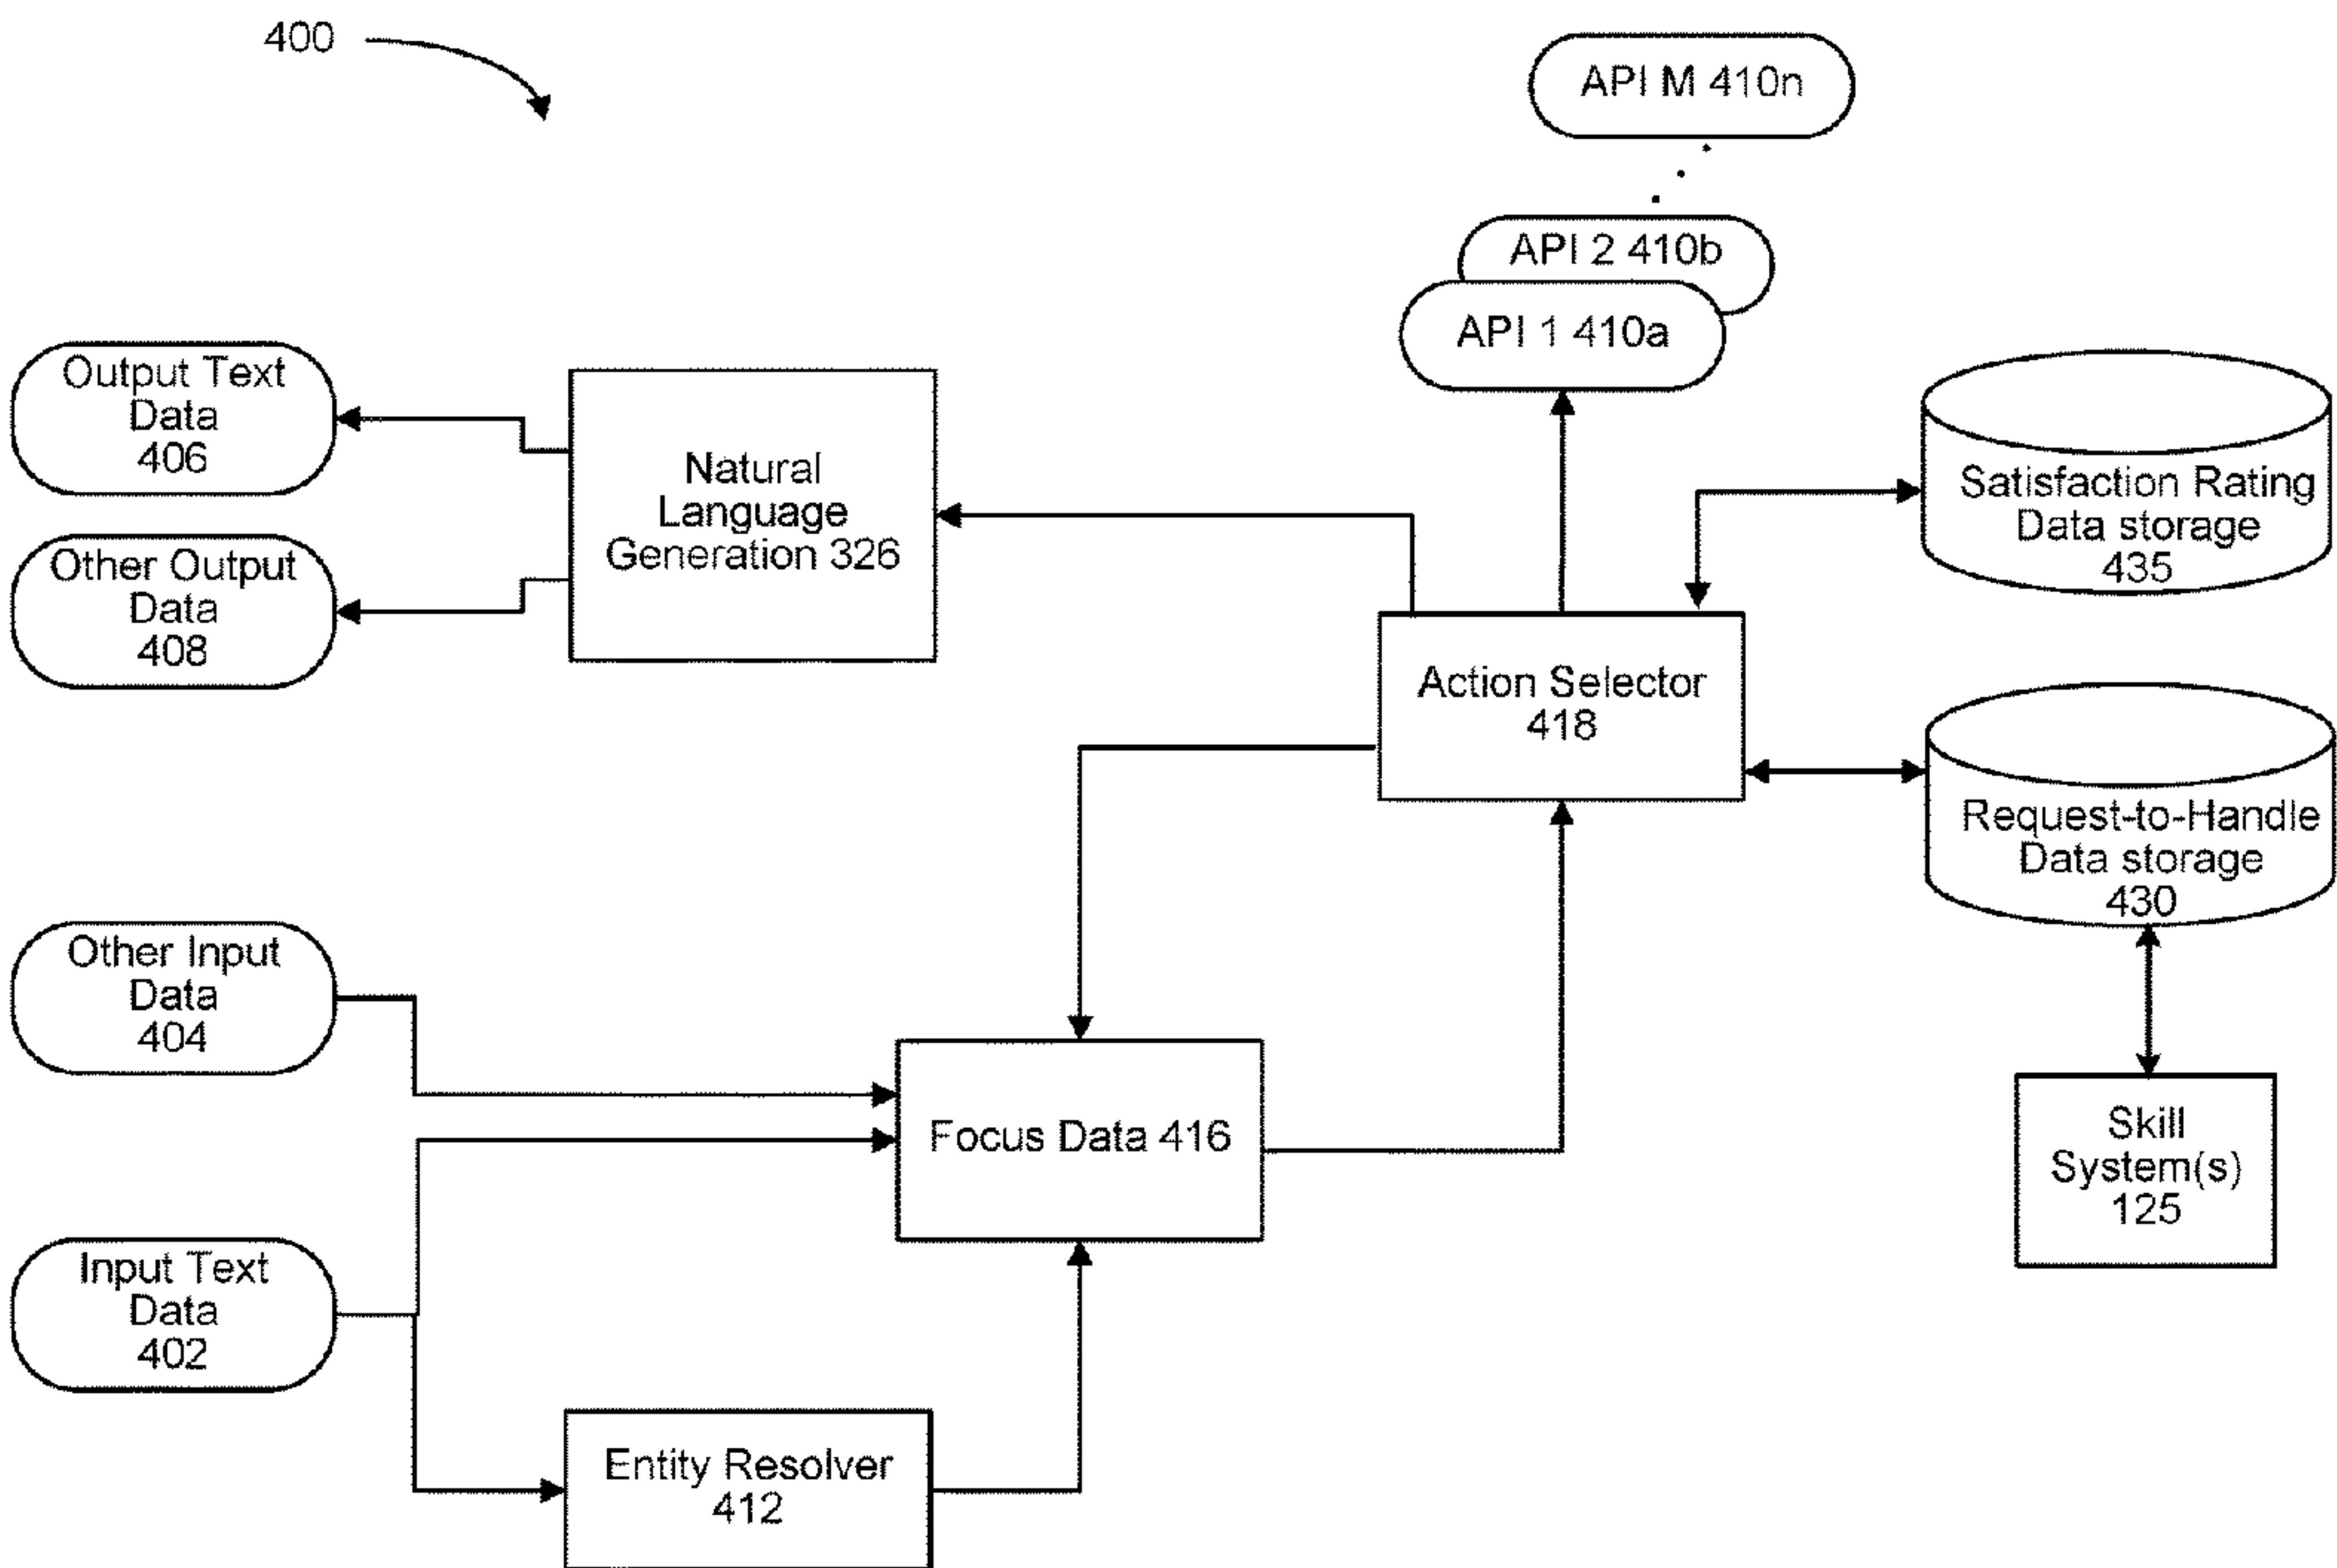 400
API M 410n
API 2 410b
API 1 410a
Output Text
Data
406
Natural
Language
Generation 326
Satisfaction Rating
Data storage
435
Other Output
Data
408
Action Selector
418
Request-to-Handle
Data storage
430
Other Input
Data
404
Focus Data 416
Skill
System(s)
125
Input Text
Data
402
Entity Resolver
412